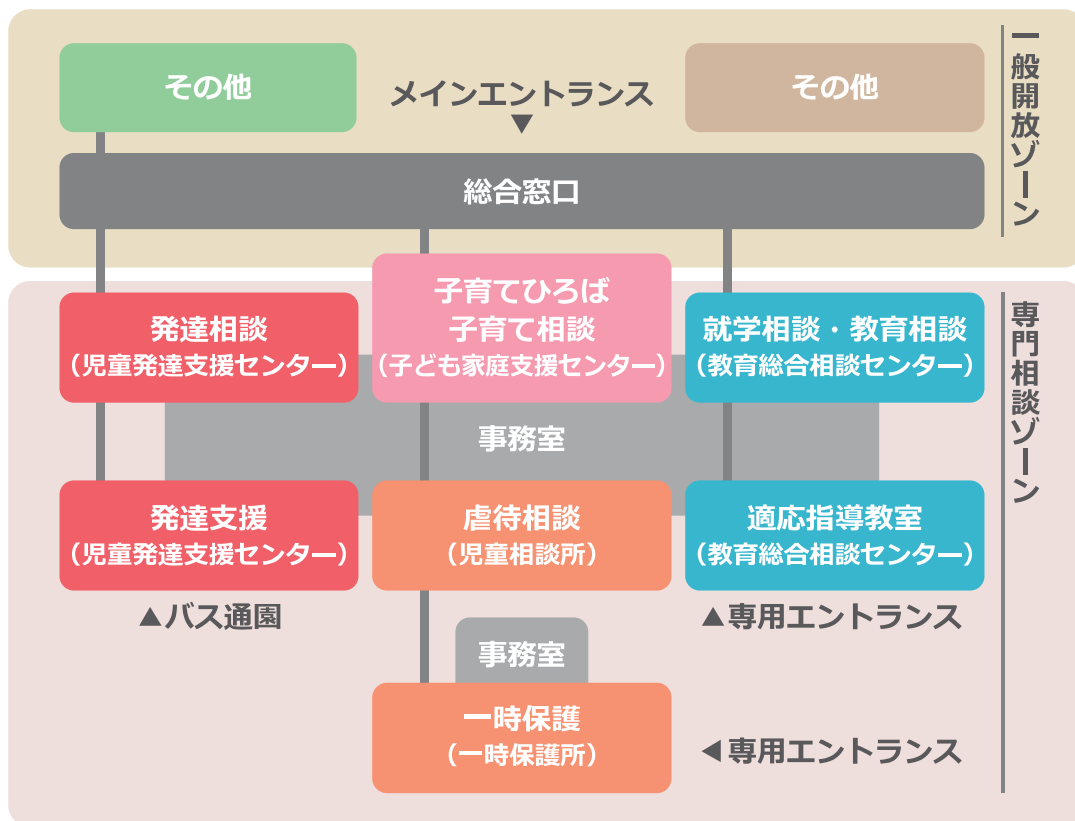 その他
メインエントランス
▼
その他
一般開放ゾーン
総合窓口
子育てひろば
子育て相談
（子ども家庭支援センター）
発達相談
（児童発達支援センター）
就学相談・教育相談
（教育総合相談センター）
専門相談ゾーン
事務室
発達支援
（児童発達支援センター）
虐待相談
（児童相談所）
適応指導教室
（教育総合相談センター）
▲バス通園
▲専用エントランス
事務室
一時保護
（一時保護所）
◀専用エントランス